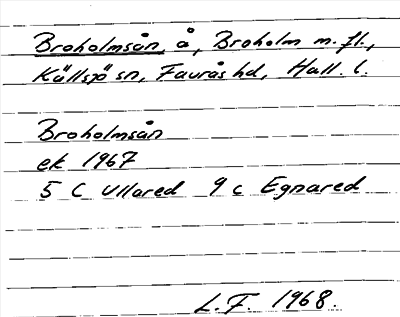 Broholmsån, å, Broholm m.fl.,
Källsjö sn, Faurås hd, Hall. l.
Broholmsån
ek 1967
5 C Ullared 9 c Egnared
L.F. 1968.